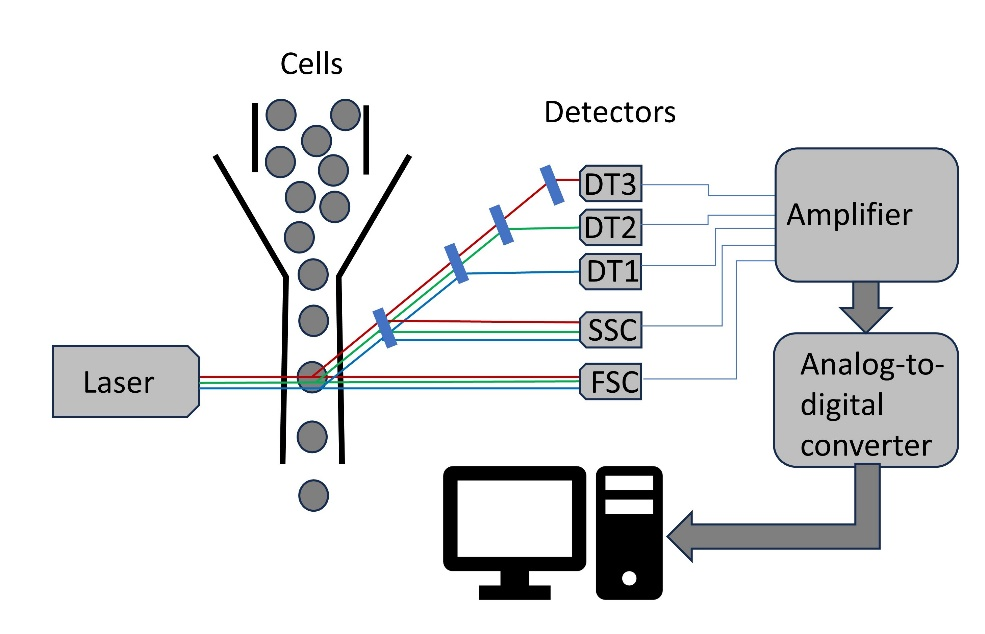 Cells
Detectors
DT3
DT2
DT1
SSC
FSC
Laser
Amplifier
Analog-to-
digital
converter